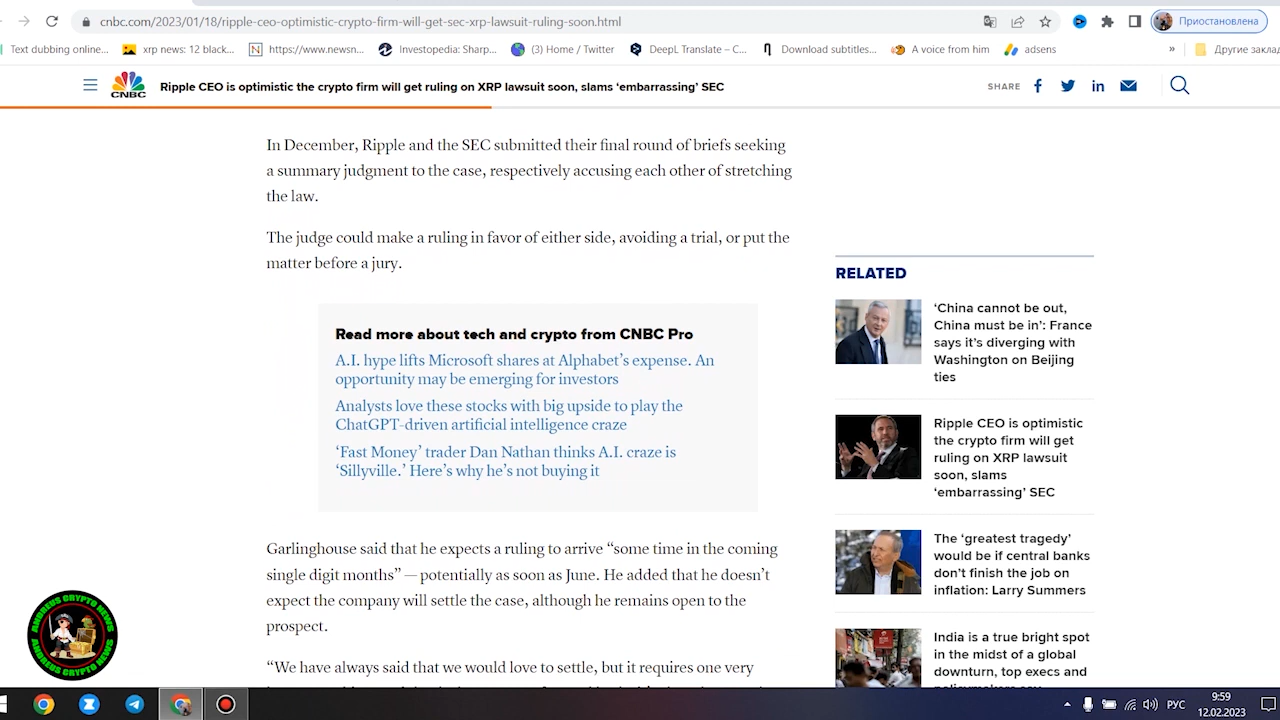 cnbc.com/2023/01/18/ripple-ceo-optimistic-crypto-firm-will-get-sec-xrp-lawsuit-ruling-soon.html
Приостановлена
Text dubbing online...
xrp news: 12 black...
https://www.newsn...
Investopedia: Sharp...
(3) Home / Twitter
DeepL Translate – C...
Download subtitles...
A voice from him
adsens
»
Другие заклад
CNBC
Ripple CEO is optimistic the crypto firm will get ruling on XRP lawsuit soon, slams ‘embarrassing’ SEC
SHARE
In December, Ripple and the SEC submitted their final round of briefs seeking
a summary judgment to the case, respectively accusing each other of stretching
the law.
The judge could make a ruling in favor of either side, avoiding a trial, or put the
matter before a jury.
Read more about tech and crypto from CNBC Pro
A.I. hype lifts Microsoft shares at Alphabet’s expense. An
opportunity may be emerging for investors
Analysts love these stocks with big upside to play the
ChatGPT-driven artificial intelligence craze
‘Fast Money’ trader Dan Nathan thinks A.I. craze is
‘Sillyville.’ Here’s why he’s not buying it
Garlinghouse said that he expects a ruling to arrive “some time in the coming
single digit months” — potentially as soon as June. He added that he doesn’t
expect the company will settle the case, although he remains open to the
prospect.
“We have always said that we would love to settle, but it requires one very
RELATED
‘China cannot be out,
China must be in’: France
says it’s diverging with
Washington on Beijing
ties
Ripple CEO is optimistic
the crypto firm will get
ruling on XRP lawsuit
soon, slams
‘embarrassing’ SEC
The ‘greatest tragedy’
would be if central banks
don’t finish the job on
inflation: Larry Summers
India is a true bright spot
in the midst of a global
downturn, top execs and
ANDREUS CRYPTO NEWS
ANDREUS CRYPTO NEWS
РУС
9:59
12.02.2023